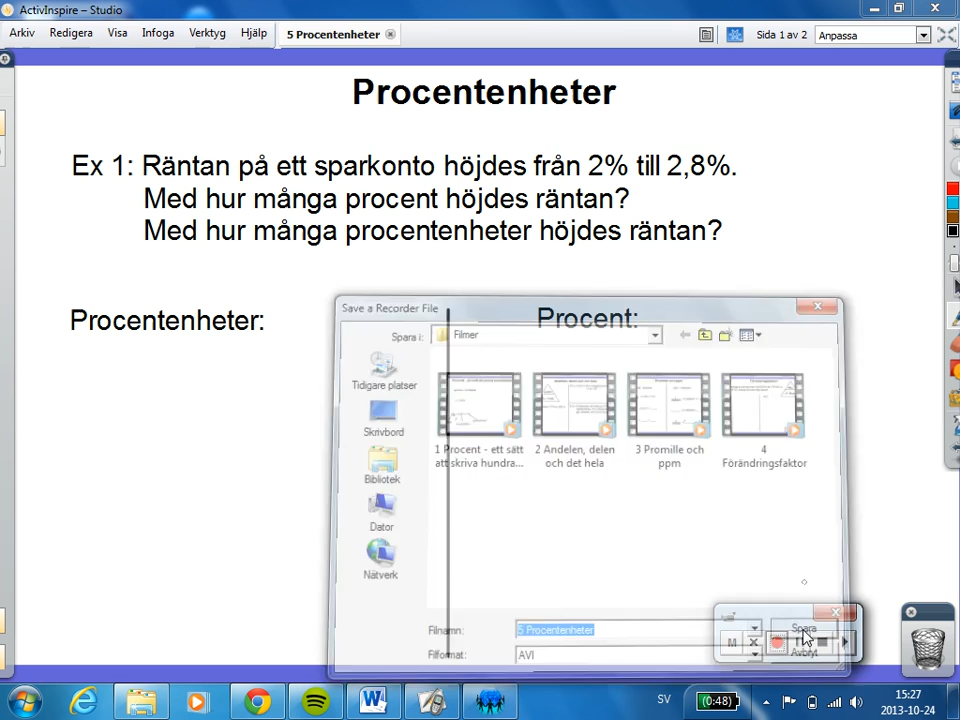 ActivInspire – Studio
Arkiv Redigera Visa Infoga Verktyg Hjälp
5 Procentenheter
Sida 1 av 2
Anpassa
Procentenheter
Ex 1: Räntan på ett sparkonto höjdes från 2% till 2,8%.
Med hur många procent höjdes räntan?
Med hur många procentenheter höjdes räntan?
Procentenheter:
Procent:
Save a Recorder File
Spara i:
Filmer
Tidigare platser
Skrivbord
Bibliotek
Dator
Nätverk
1 Procent - ett sätt
att skriva hundra...
2 Andelen, delen
och det hela
3 Promille och
ppm
4
Förändringsfaktor
Filnamn:
5 Procentenheter
Filformat:
AVI
Spara
Avbryt
M
SV
(0:48)
15:27
2013-10-24